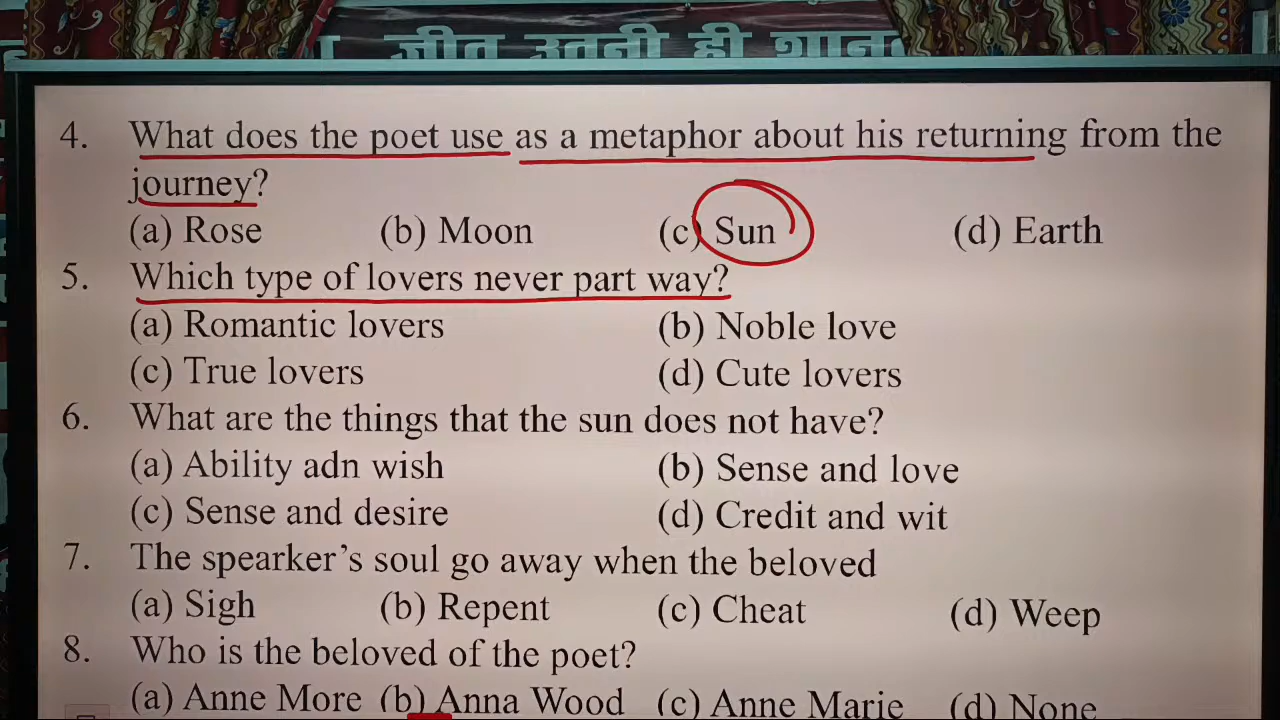 जीत उतनी ही शान
4. What does the poet use as a metaphor about his returning from the
journey?
(a) Rose (b) Moon (c) Sun (d) Earth
5. Which type of lovers never part way?
(a) Romantic lovers (b) Noble love
(c) True lovers (d) Cute lovers
6. What are the things that the sun does not have?
(a) Ability adn wish (b) Sense and love
(c) Sense and desire (d) Credit and wit
7. The spearker's soul go away when the beloved
(a) Sigh (b) Repent (c) Cheat (d) Weep
8. Who is the beloved of the poet?
(a) Anne More (b) Anna Wood (c) Anne Marie (d) None